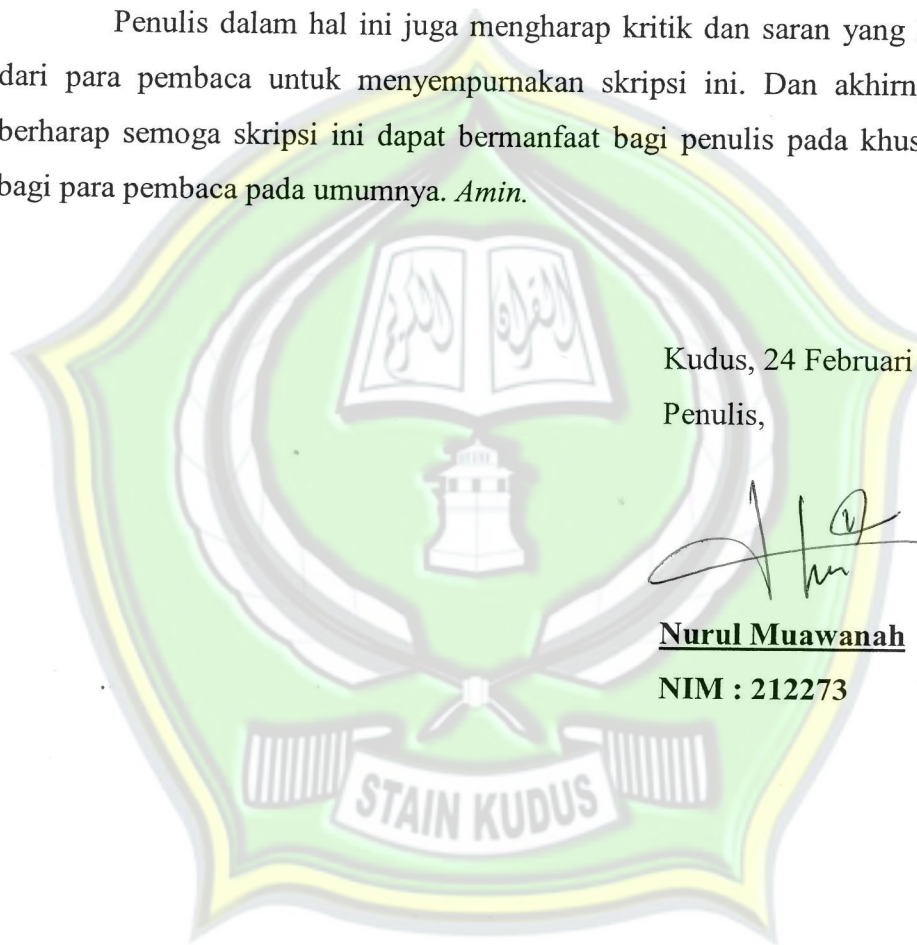 Penulis dalam hal ini juga mengharap kritik dan saran yang
dari para pembaca untuk menyempurnakan skripsi ini. Dan akhirn
berharap semoga skripsi ini dapat bermanfaat bagi penulis pada khus
bagi para pembaca pada umumnya. Amin.
القرآن
الكريم
Kudus, 24 Februari
Penulis,
Nurul Muawanah
NIM : 212273
STAIN KUDUS